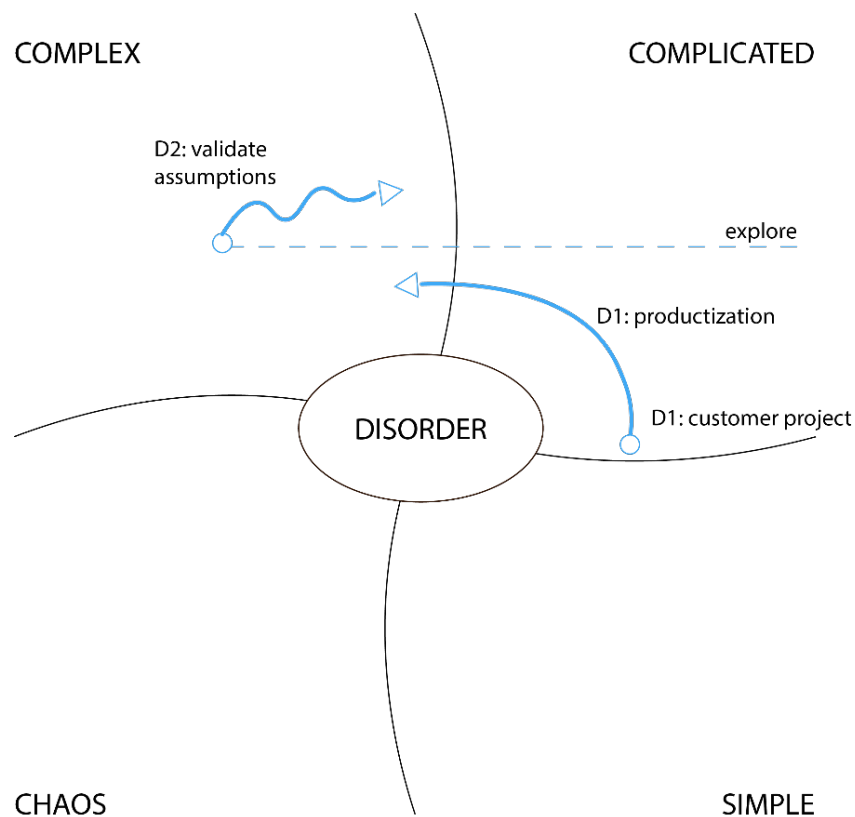 COMPLEX
COMPLICATED
D2: validate
assumptions
explore
D1: productization
D1: customer project
DISORDER
CHAOS
SIMPLE